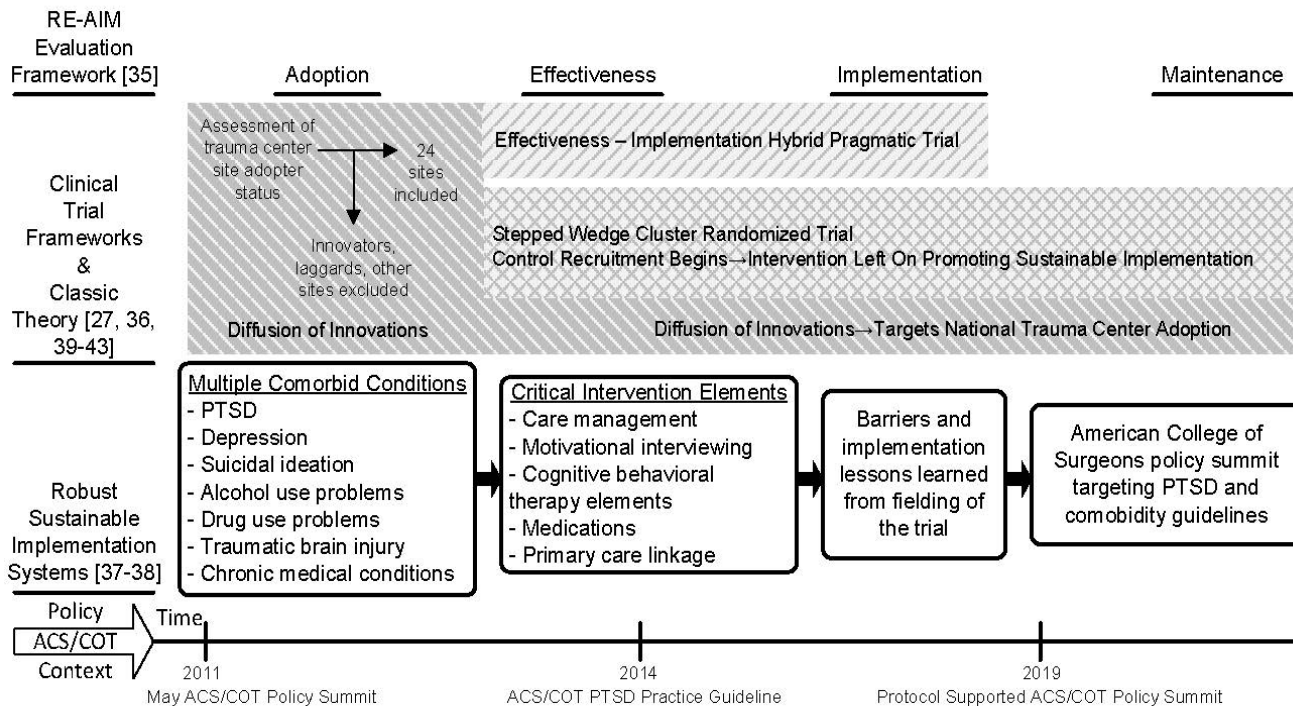 RE-AIM
Evaluation
Framework [35]
Adoption
Effectiveness
Implementation
Maintenance
Clinical
Trial
Frameworks
&
Classic
Theory [27, 36,
39-43]
Assessment of
trauma center
site adopter
status
24
sites
included
Innovators,
laggards, other
sites excluded
Diffusion of Innovations
Effectiveness – Implementation Hybrid Pragmatic Trial
Stepped Wedge Cluster Randomized Trial
Control Recruitment Begins→Intervention Left On Promoting Sustainable Implementation
Diffusion of Innovations→Targets National Trauma Center Adoption
Robust
Sustainable
Implementation
Systems [37-38]
Multiple Comorbid Conditions
- PTSD
- Depression
- Suicidal ideation
- Alcohol use problems
- Drug use problems
- Traumatic brain injury
- Chronic medical conditions
Critical Intervention Elements
- Care management
- Motivational interviewing
- Cognitive behavioral
therapy elements
- Medications
- Primary care linkage
Barriers and
implementation
lessons learned
from fielding of
the trial
American College of
Surgeons policy summit
targeting PTSD and
comobidity guidelines
Policy
ACS/COT
Context
Time
2011
May ACS/COT Policy Summit
2014
ACS/COT PTSD Practice Guideline
2019
Protocol Supported ACS/COT Policy Summit